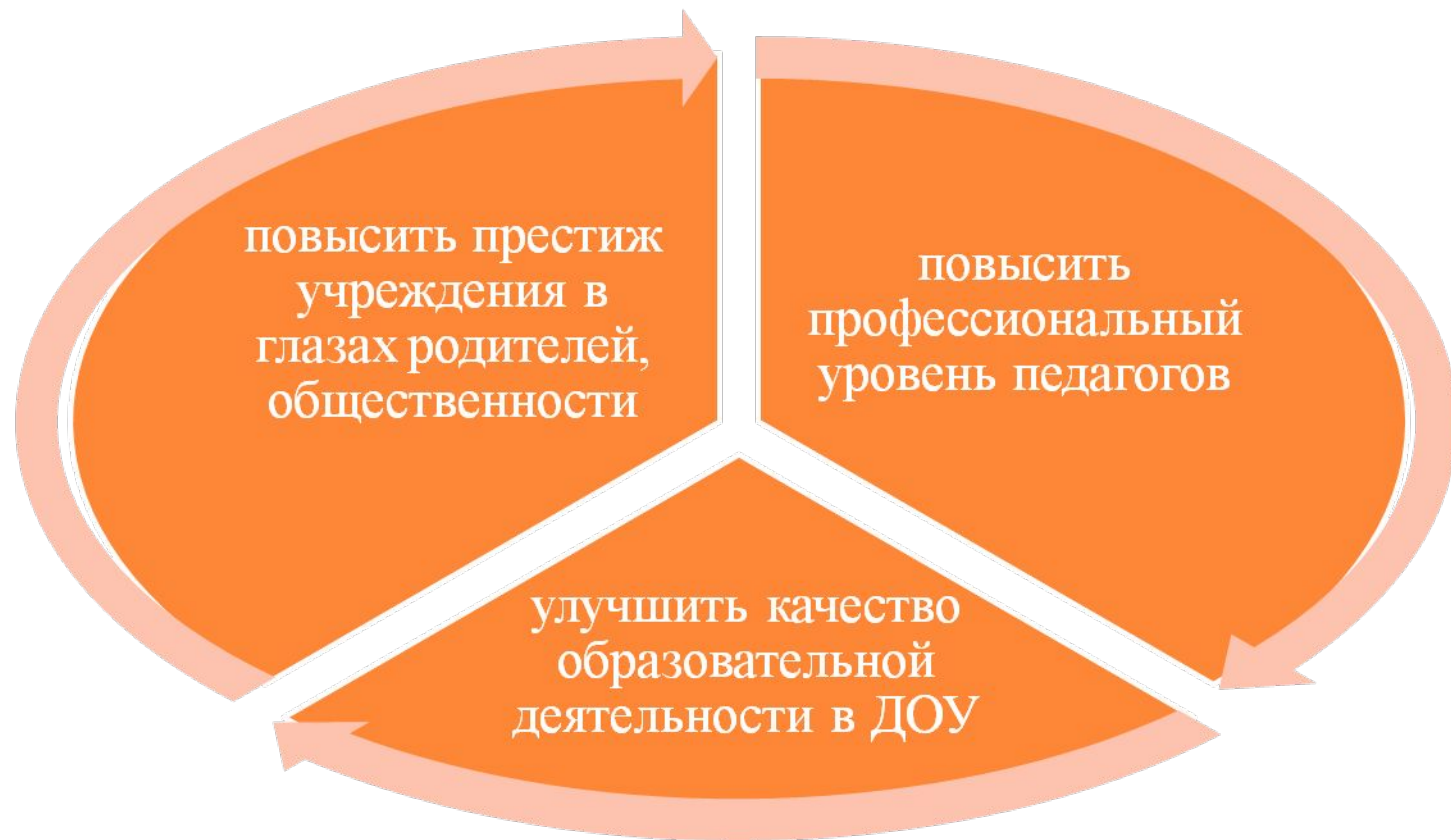 повысить престиж
учреждения в
глазах родителей,
общественности
повысить
профессиональный
уровень педагогов
улучшить качество
образовательной
деятельности в ДОУ